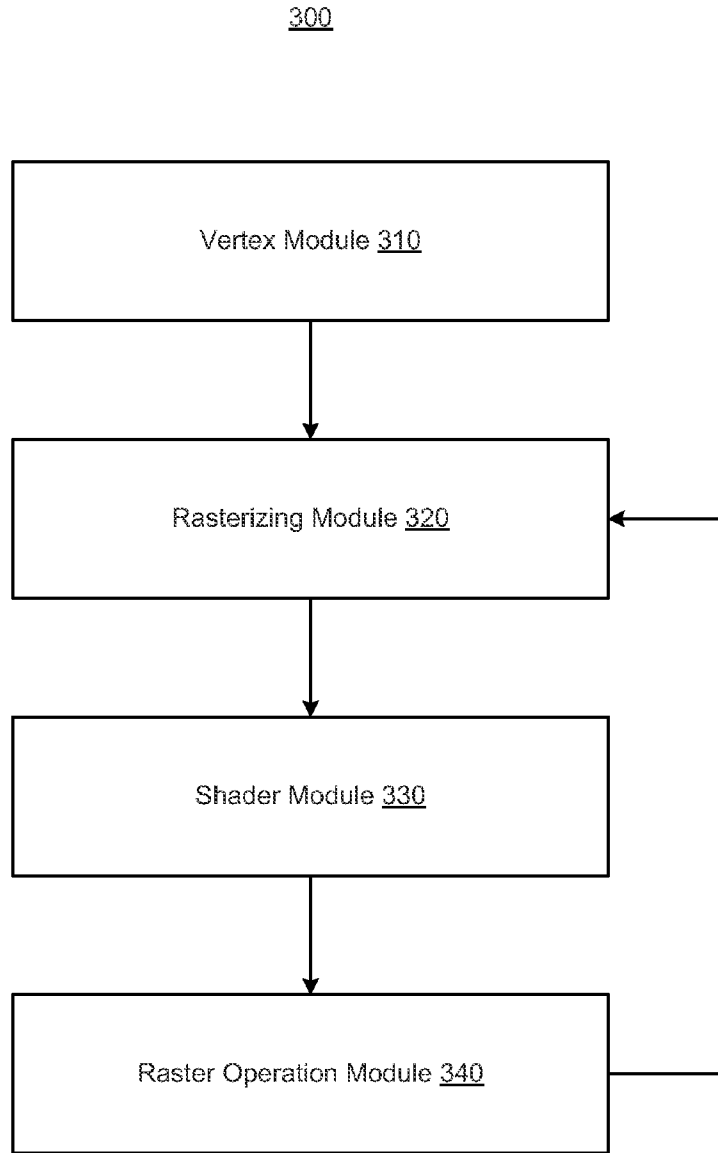 300
Vertex Module 310
Rasterizing Module 320
Shader Module 330
Raster Operation Module 340